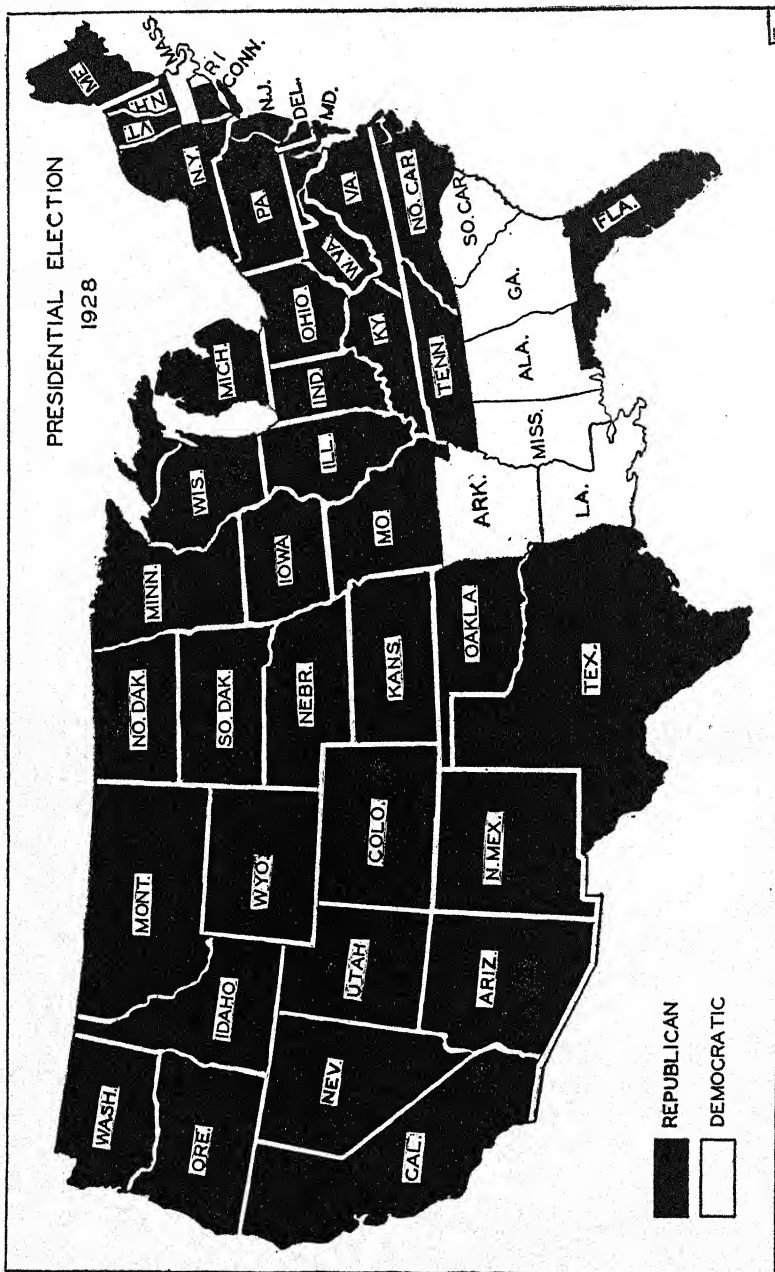 PRESIDENTIAL ELECTION
1928
WASH.
ORE.
CAL.
NEV.
IDAHO
MONT.
WYO.
UTAH
ARIZ.
COLO.
N.MEX.
NO. DAK.
SO. DAK.
NEBR.
KANS.
OAKLA.
TEX.
MINN.
IOWA
MO.
ARK.
LA.
WIS.
ILL.
MICH.
IND.
OHIO.
KY.
TENN.
MISS.
ALA.
GA.
FLA.
SO. CAR.
NO. CAR.
VA.
W.VA.
PA.
N.Y.
VT.
N.H.
ME.
MASS
R I
CONN.
N.J.
DEL.
MD.
REPUBLICAN
DEMOCRATIC